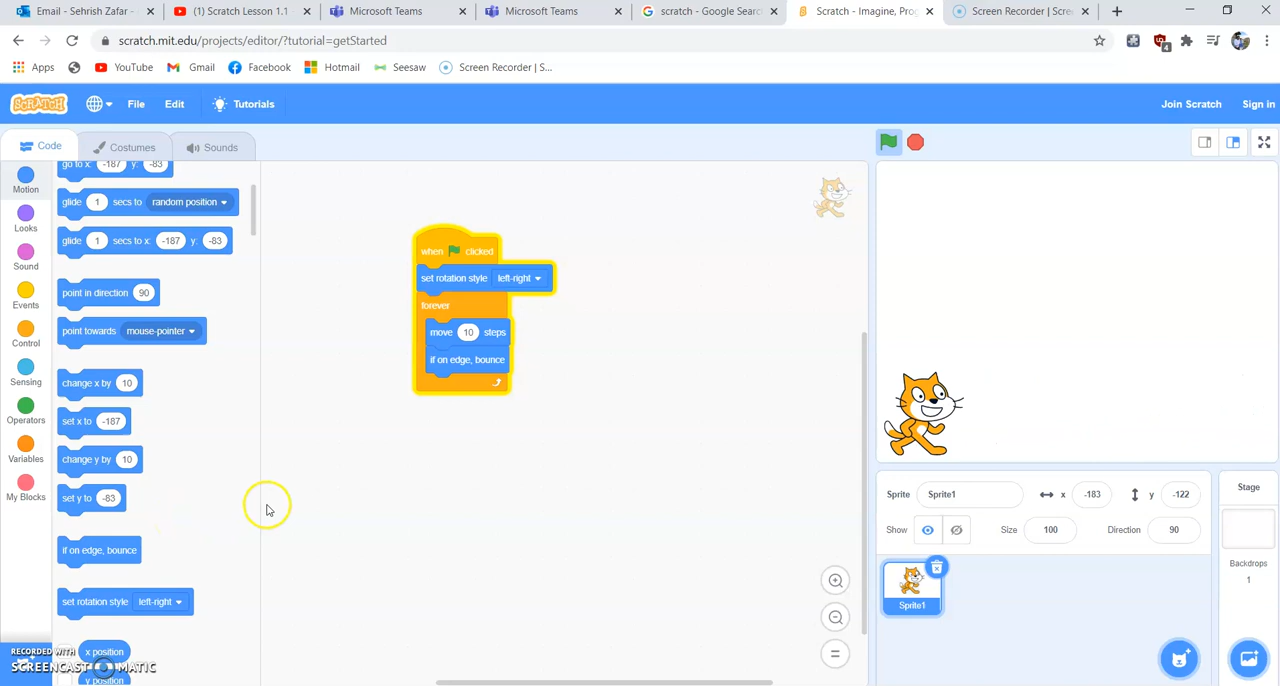 Email - Sehrish Zafar -
(1) Scratch Lesson 1.1
Microsoft Teams
Microsoft Teams
scratch - Google Searc
Scratch - Imagine, Prog
Screen Recorder | Scre
scratch.mit.edu/projects/editor/?tutorial=getStarted
4
Apps
YouTube
Gmail
Facebook
Hotmail
Seesaw
Screen Recorder | S...
SCRATCH
File
Edit
Tutorials
Join Scratch
Sign in
Code
Costumes
Sounds
Motion
Looks
Sound
Events
Control
Sensing
Operators
Variables
My Blocks
go to x: -187 y: -83
glide 1 secs to random position
glide 1 secs to x: -187 y: -83
point in direction 90
point towards mouse-pointer
change x by 10
set x to -187
change y by 10
set y to -83
if on edge, bounce
set rotation style left-right
x position
y position
when clicked
set rotation style left-right
forever
move 10 steps
if on edge, bounce
Sprite
Sprite1
x -183
y -122
Show
Size 100
Direction 90
Sprite1
Stage
Backdrops
1
RECORDED WITH
SCREENCAST MATIC